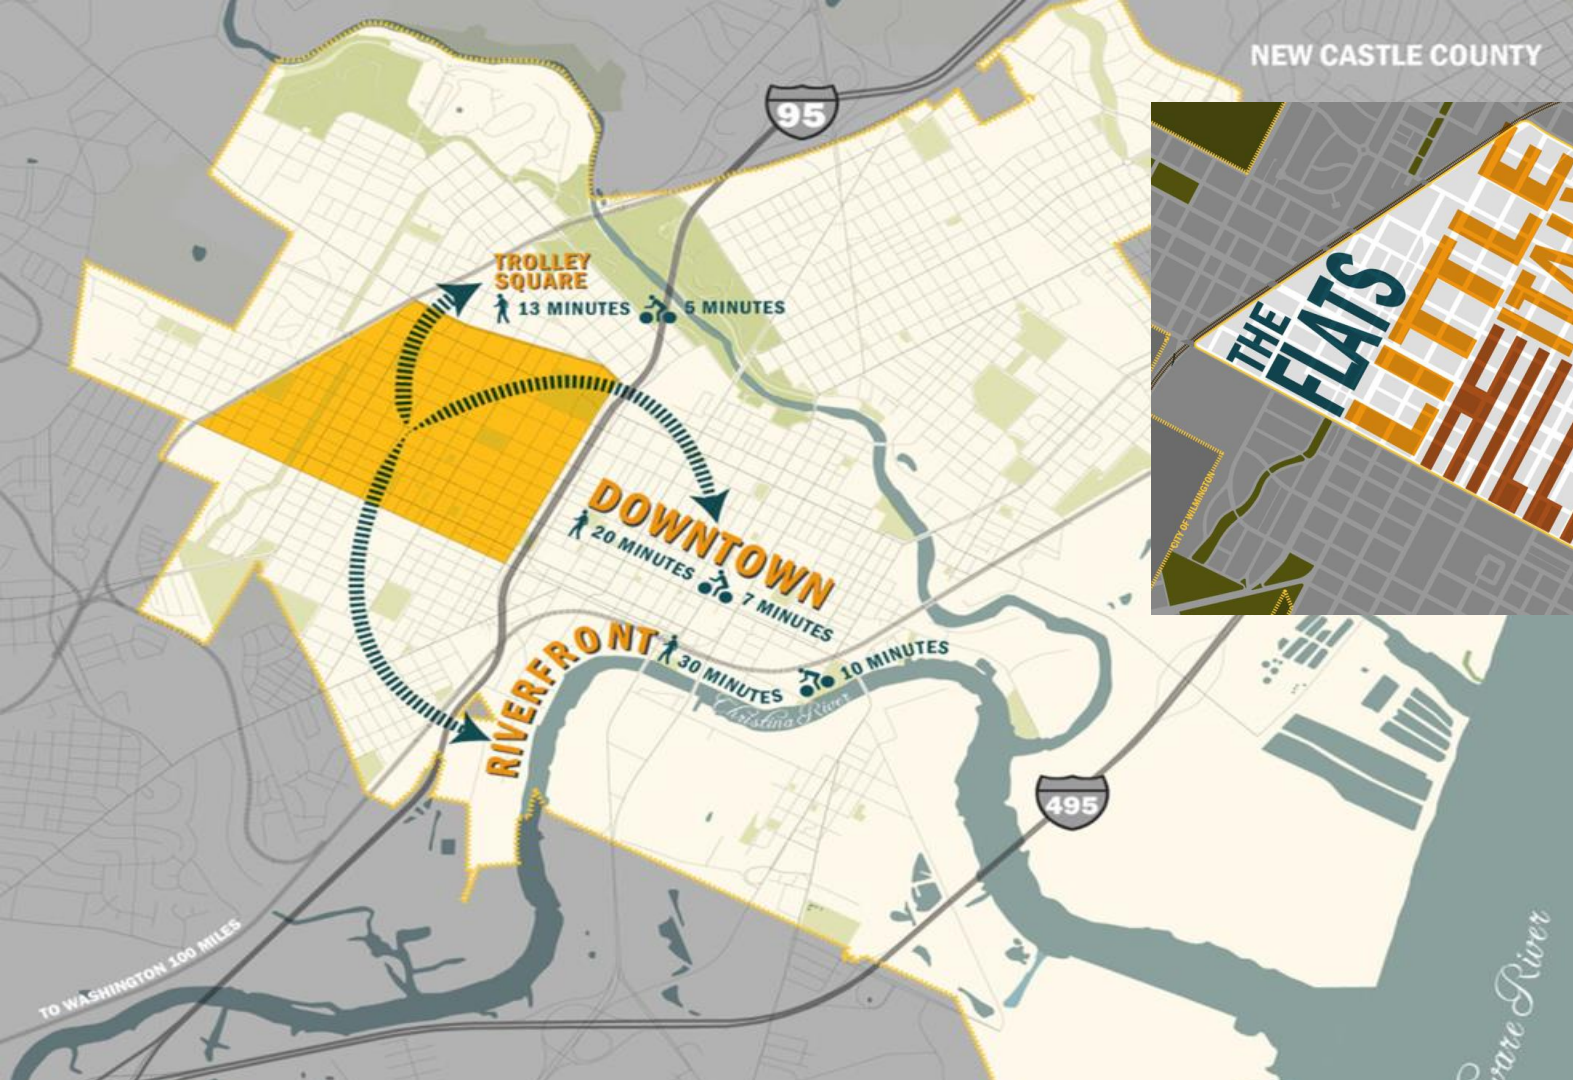 NEW CASTLE COUNTY
95
TROLLEY
SQUARE
13 MINUTES
5 MINUTES
THE
FLATS
LITTLE
CITY OF WILMINGTON
DOWNTOWN
20 MINUTES
7 MINUTES
RIVERFRONT
30 MINUTES
10 MINUTES
Christina River
495
TO WASHINGTON 100 MILES
River